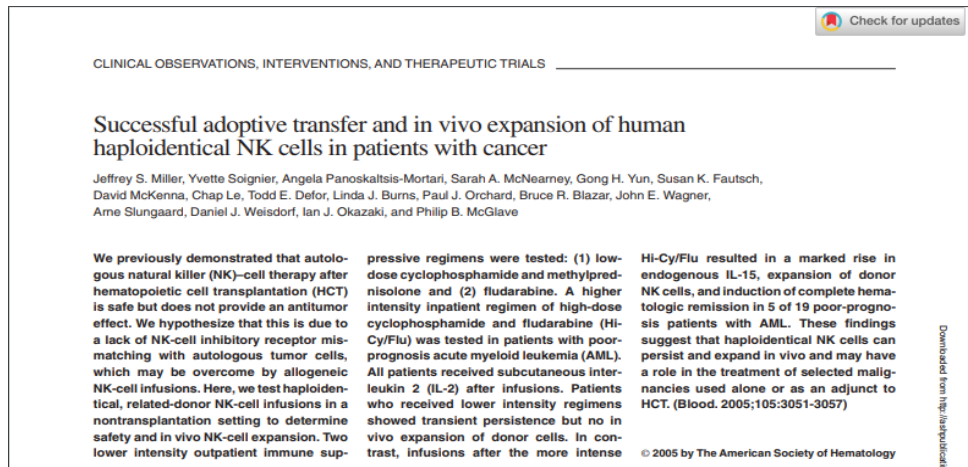 Check for updates
CLINICAL OBSERVATIONS, INTERVENTIONS, AND THERAPEUTIC TRIALS
Successful adoptive transfer and in vivo expansion of human
haploidentical NK cells in patients with cancer
Jeffrey S. Miller, Yvette Soignier, Angela Panoskaltsis-Mortari, Sarah A. McNearney, Gong H. Yun, Susan K. Fautsch,
David McKenna, Chap Le, Todd E. Defor, Linda J. Burns, Paul J. Orchard, Bruce R. Blazar, John E. Wagner,
Arne Slungaard, Daniel J. Weisdorf, Ian J. Okazaki, and Philip B. McGlave
We previously demonstrated that autolo-
gous natural killer (NK)–cell therapy after
hematopoietic cell transplantation (HCT)
is safe but does not provide an antitumor
effect. We hypothesize that this is due to
a lack of NK-cell inhibitory receptor mis-
matching with autologous tumor cells,
which may be overcome by allogeneic
NK-cell infusions. Here, we test haploiden-
tical, related-donor NK-cell infusions in a
nontransplantation setting to determine
safety and in vivo NK-cell expansion. Two
lower intensity outpatient immune sup-
pressive regimens were tested: (1) low-
dose cyclophosphamide and methylpred-
nisolone and (2) fludarabine. A higher
intensity inpatient regimen of high-dose
cyclophosphamide and fludarabine (Hi-
Cy/Flu) was tested in patients with poor-
prognosis acute myeloid leukemia (AML).
All patients received subcutaneous inter-
leukin 2 (IL-2) after infusions. Patients
who received lower intensity regimens
showed transient persistence but no in
vivo expansion of donor cells. In con-
trast, infusions after the more intense
Hi-Cy/Flu resulted in a marked rise in
endogenous IL-15, expansion of donor
NK cells, and induction of complete hema-
tologic remission in 5 of 19 poor-progno-
sis patients with AML. These findings
suggest that haploidentical NK cells can
persist and expand in vivo and may have
a role in the treatment of selected malig-
nancies used alone or as an adjunct to
HCT. (Blood. 2005;105:3051-3057)
© 2005 by The American Society of Hematology
Downloaded from http://ashpublicati